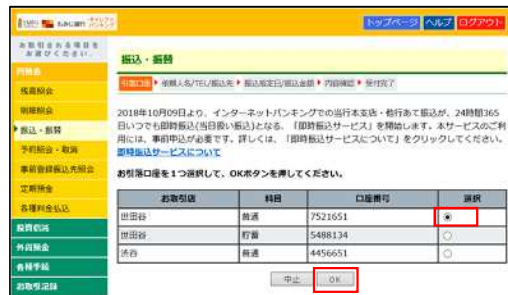 トップページ ヘルプ ログアウト
お取引される項目を
お選びください。
照会
残高照会
明細照会
振込・振替
予約照会・取消
事前登録振込先照会
定期預金
各種料金払込
投資信託
外貨預金
各種手続
お取引記録
振込・振替
引落口座 ▶ 依頼人名/TEL/振込先 ▶ 振込指定日/振込金額 ▶ 内容確認 ▶ 受付完了
2018年10月09日より、インターネットバンキングでの当行本支店・他行あて振込が、24時間365
日いつでも即時振込(当日扱い振込)となる、「即時振込サービス」を開始します。本サービスのご利
用には、事前申込が必要です。詳しくは、「即時振込サービスについて」をクリックしてください。
即時振込サービスについて
お引落口座を1つ選択して、OKボタンを押してください。
お取引店 科目 口座番号 選択
世田谷 普通 7521651
世田谷 貯蓄 5488134
渋谷 普通 4456651
中止 OK